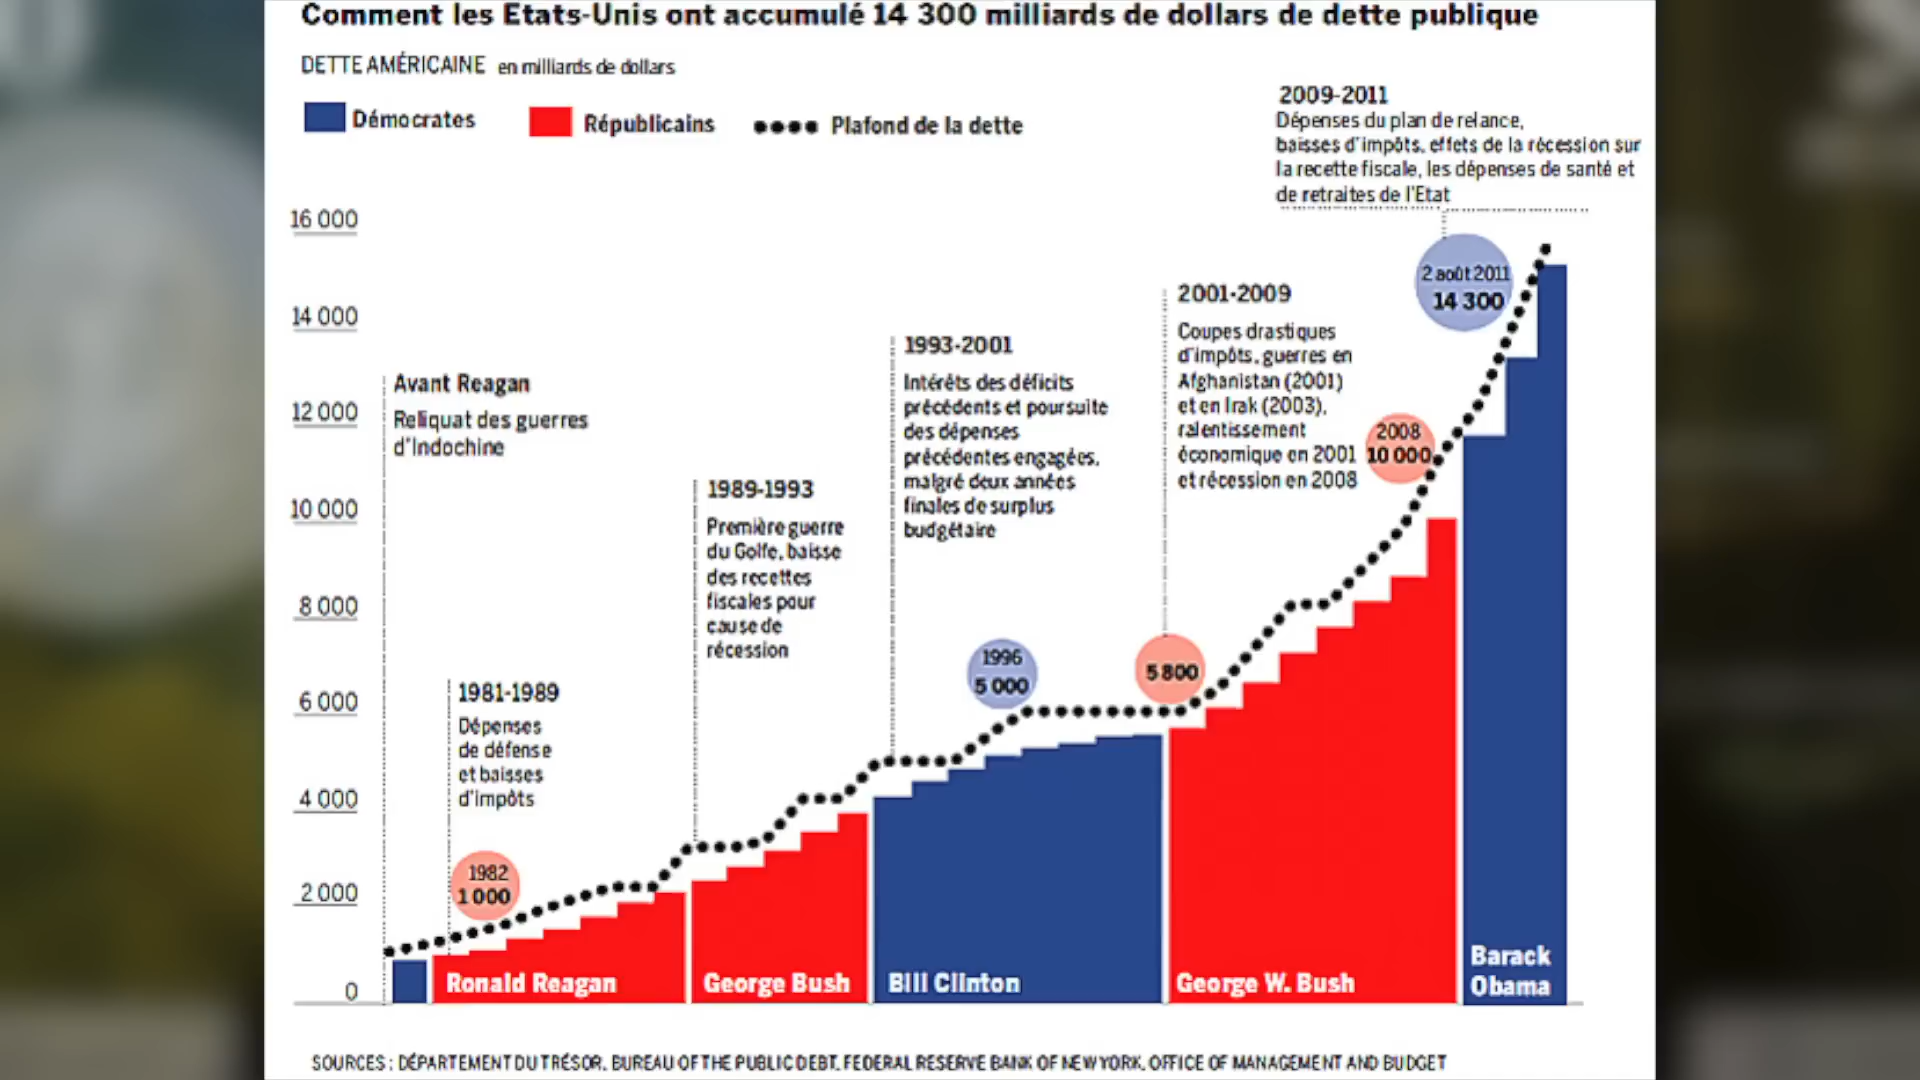 Comment les Etats-Unis ont accumulé 14 300 milliards de dollars de dette publique
DETTE AMÉRICAINE en milliards de dollars
Démocrates
Républicains
Plafond de la dette
2009-2011
Dépenses du plan de relance,
baisses d'impôts, effets de la récession sur
la recette fiscale, les dépenses de santé et
de retraites de l'Etat
16 000
14 000
12 000
10 000
8 000
6 000
4 000
2 000
0
Avant Reagan
Reliquat des guerres
d'Indochine
1981-1989
Dépenses
de défense
et baisses
d'impôts
1982
1 000
1989-1993
Première guerre
du Golfe, baisse
des recettes
fiscales pour
cause de
récession
1993-2001
Intérêts des déficits
précédents et poursuite
des dépenses
précédentes engagées,
malgré deux années
finales de surplus
budgétaire
1996
5 000
5 800
2001-2009
Coupes drastiques
d'impôts, guerres en
Afghanistan (2001)
et en Irak (2003),
ralentissement
économique en 2001
et récession en 2008
2008
10 000
2 août 2011
14 300
Ronald Reagan
George Bush
Bill Clinton
George W. Bush
Barack
Obama
SOURCES : DÉPARTEMENT DU TRÉSOR, BUREAU OF THE PUBLIC DEBT, FEDERAL RESERVE BANK OF NEW YORK, OFFICE OF MANAGEMENT AND BUDGET